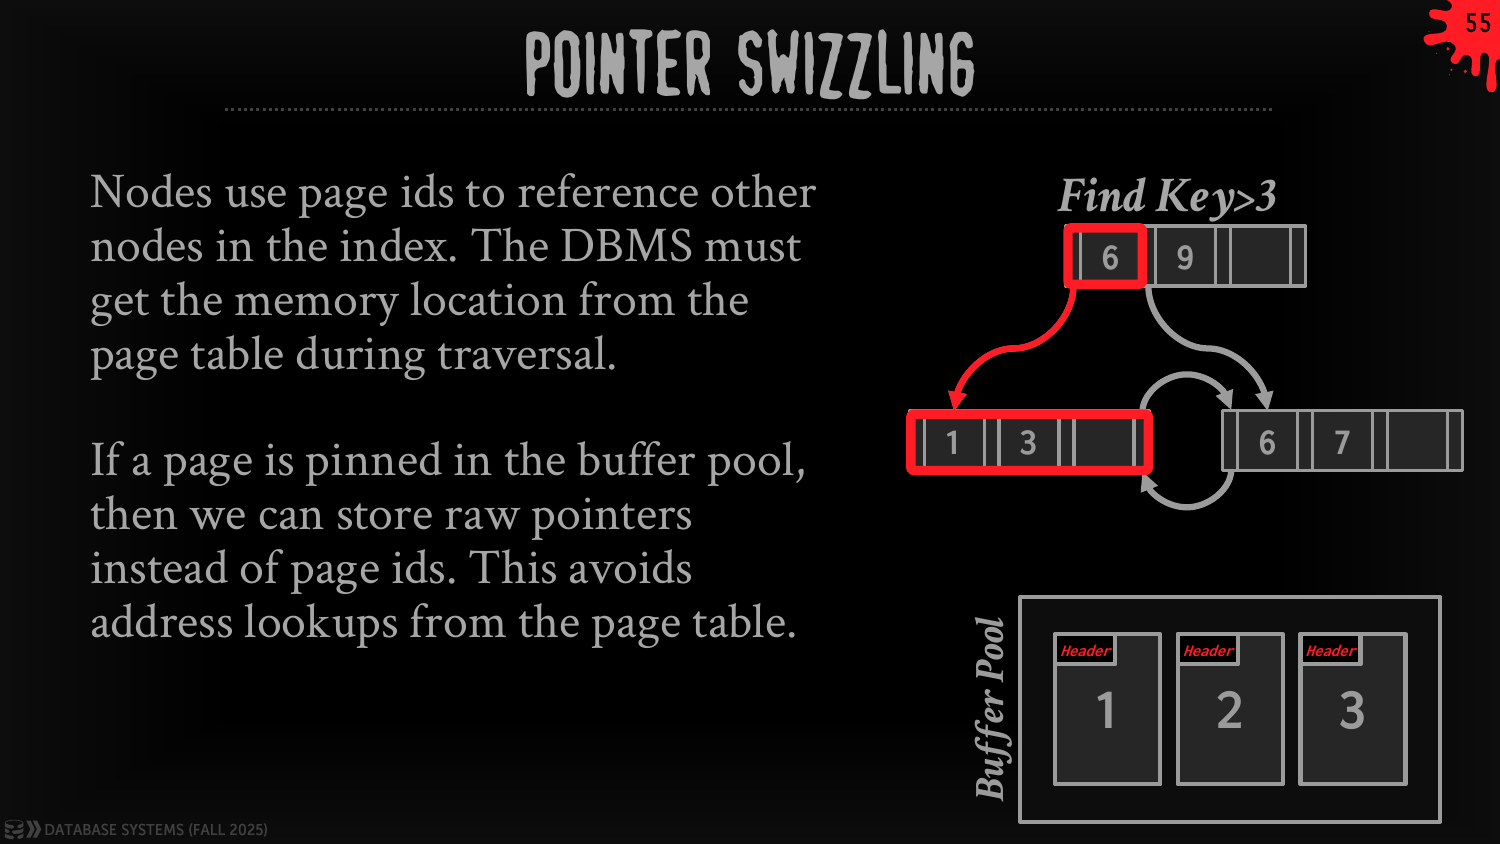 55
POINTER SWIZZLING
Nodes use page ids to reference other
nodes in the index. The DBMS must
get the memory location from the
page table during traversal.
If a page is pinned in the buffer pool,
then we can store raw pointers
instead of page ids. This avoids
address lookups from the page table.
Find Key>3
6 9
1 3
6 7
Buffer Pool
Header Header Header
1 2 3
DATABASE SYSTEMS (FALL 2025)